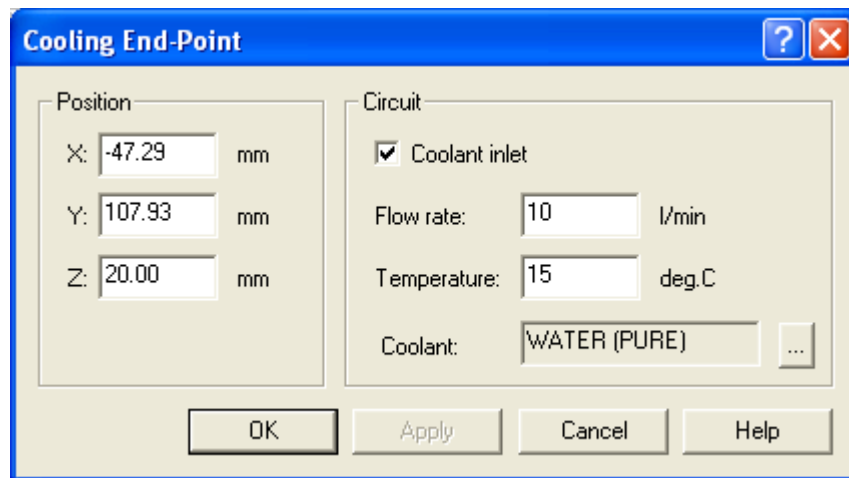 Cooling End-Point
Position
X: -47.29 mm
Y: 107.93 mm
Z: 20.00 mm
Circuit
Coolant inlet
Flow rate: 10 l/min
Temperature: 15 deg.C
Coolant: WATER (PURE) ...
OK Apply Cancel Help